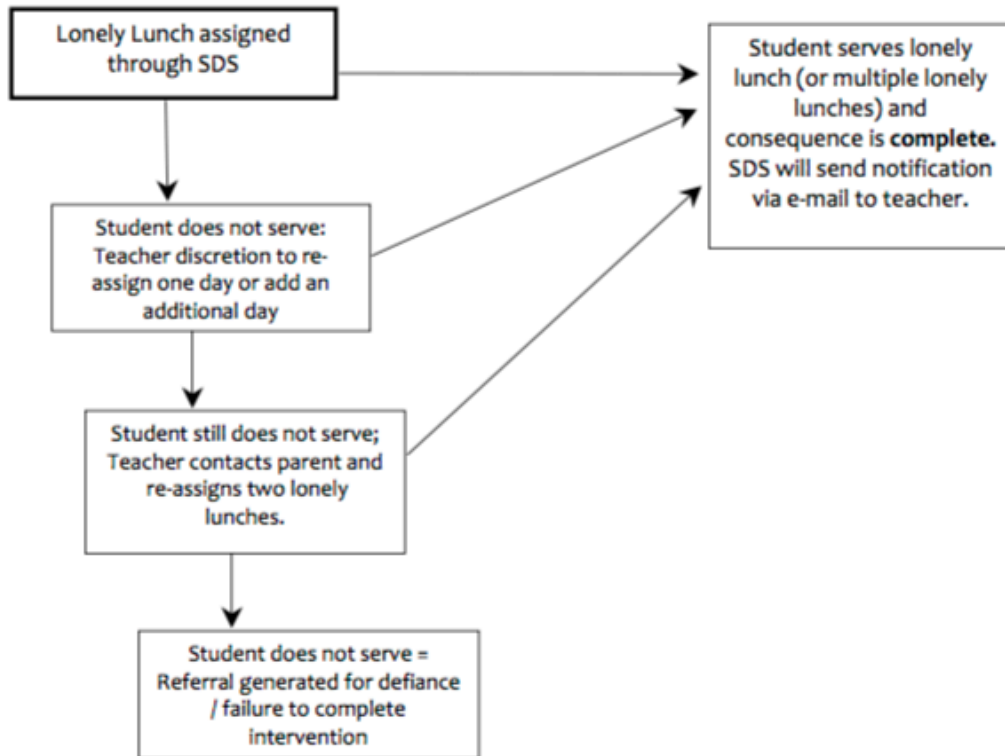 Lonely Lunch assigned
through SDS
Student serves lonely
lunch (or multiple lonely
lunches) and
consequence is complete.
SDS will send notification
via e-mail to teacher.
Student does not serve:
Teacher discretion to re-
assign one day or add an
additional day
Student still does not serve;
Teacher contacts parent and
re-assigns two lonely
lunches.
Student does not serve =
Referral generated for defiance
/ failure to complete
intervention